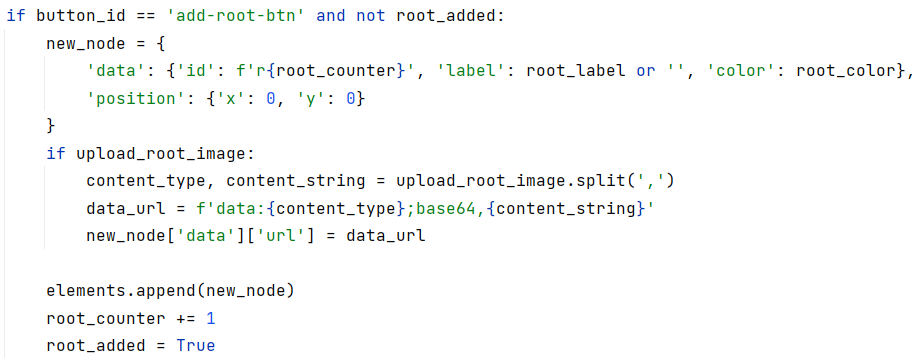 if button_id == 'add-root-btn' and not root_added:
    new_node = {
        'data': {'id': f'r{root_counter}', 'label': root_label or '', 'color': root_color},
        'position': {'x': 0, 'y': 0}
    }
    if upload_root_image:
        content_type, content_string = upload_root_image.split(',')
        data_url = f'data:{content_type};base64,{content_string}'
        new_node['data']['url'] = data_url

    elements.append(new_node)
    root_counter += 1
    root_added = True